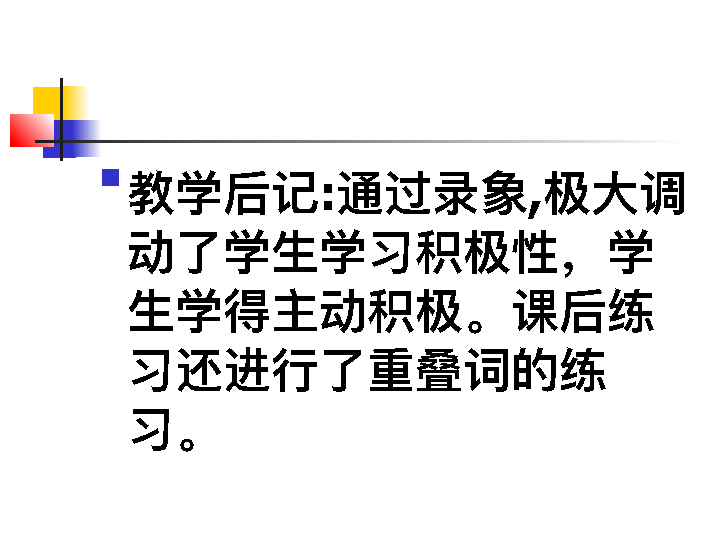 教学后记:通过录象,极大调
动了学生学习积极性，学
生学得主动积极。课后练
习还进行了重叠词的练
习。